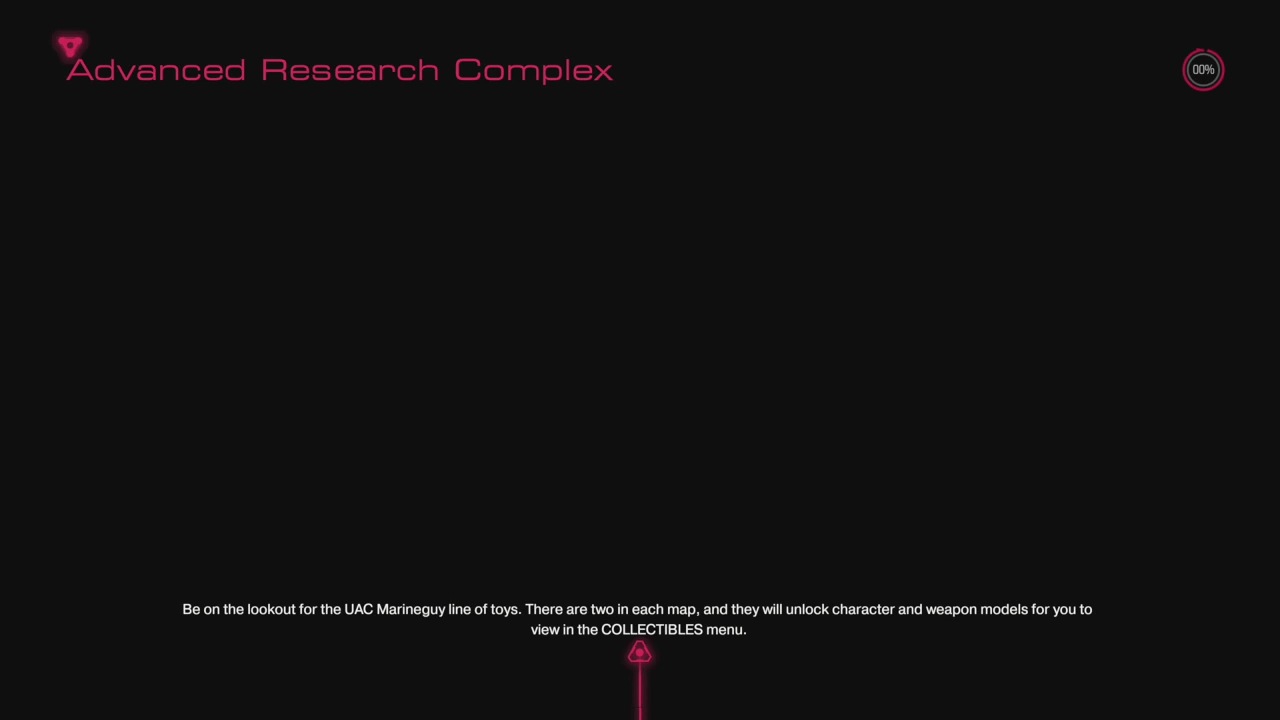 Advanced Research Complex
00%
Be on the lookout for the UAC Marineguy line of toys. There are two in each map, and they will unlock character and weapon models for you to
view in the COLLECTIBLES menu.